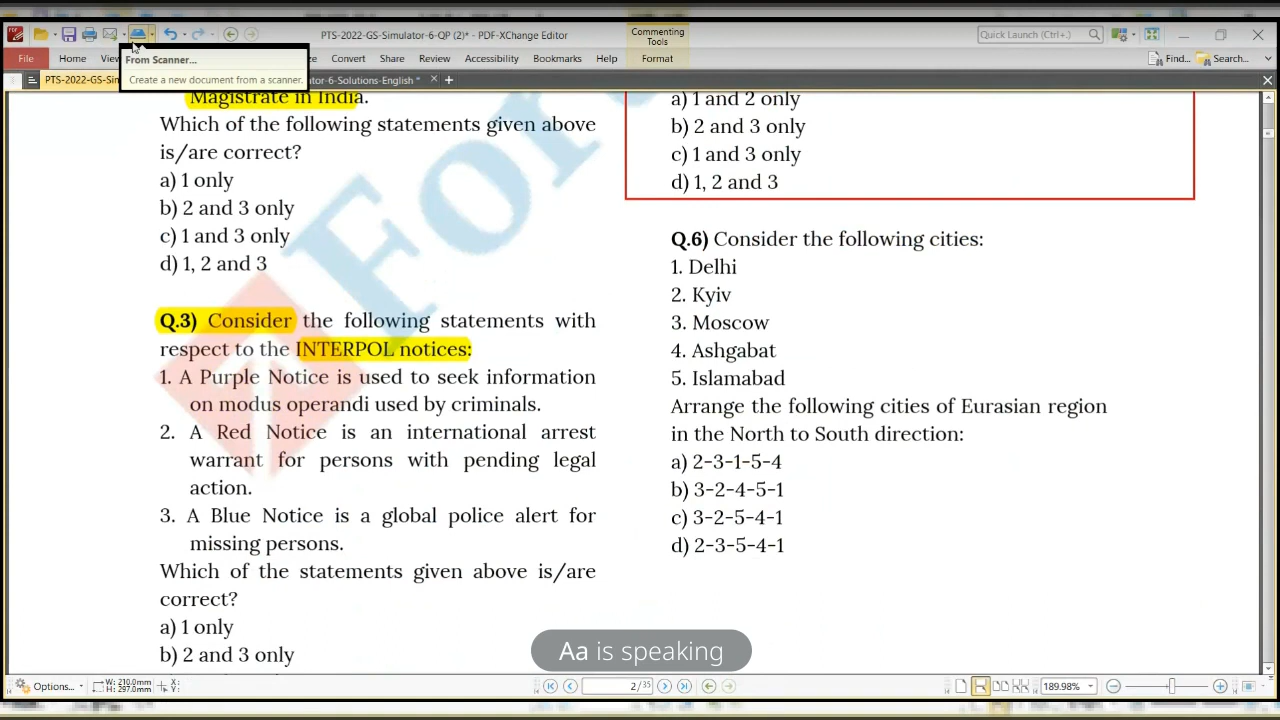 PTS-2022-GS-Simulator-6-QP (2)* - PDF-XChange Editor
Commenting
Tools
Quick Launch (Ctrl+.)
File
Home
View
Convert
Share
Review
Accessibility
Bookmarks
Help
Format
Find...
Search...
From Scanner...
Create a new document from a scanner.
PTS-2022-GS-Sim
tor-6-Solutions-English *
Magistrate in India.
Which of the following statements given above
is/are correct?
a) 1 only
b) 2 and 3 only
c) 1 and 3 only
d) 1, 2 and 3
Q.3) Consider the following statements with
respect to the INTERPOL notices:
1. A Purple Notice is used to seek information
on modus operandi used by criminals.
2. A Red Notice is an international arrest
warrant for persons with pending legal
action.
3. A Blue Notice is a global police alert for
missing persons.
Which of the statements given above is/are
correct?
a) 1 only
b) 2 and 3 only
a) 1 and 2 only
b) 2 and 3 only
c) 1 and 3 only
d) 1, 2 and 3
Q.6) Consider the following cities:
1. Delhi
2. Kyiv
3. Moscow
4. Ashgabat
5. Islamabad
Arrange the following cities of Eurasian region
in the North to South direction:
a) 2-3-1-5-4
b) 3-2-4-5-1
c) 3-2-5-4-1
d) 2-3-5-4-1
For
Aa is speaking
Options...
W: 210.0mm
H: 297.0mm
X:
Y:
2/35
189.98%